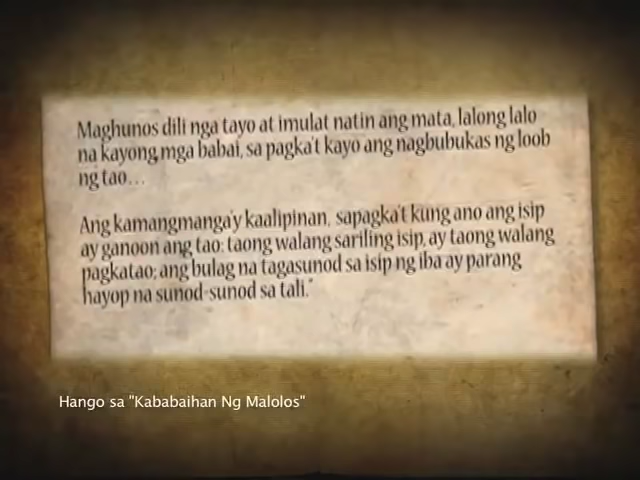 Maghunos dili nga tayo at imulat natin ang mata, lalong lalo
na kayong mga babai, sa pagka't kayo ang nagbubukas ng loob
ng tao...
Ang kamangmanga'y kaalipinan, sapagka't kung ano ang isip
ay ganoon ang tao: taong walang sariling isip, ay taong walang
pagkatao; ang bulag na tagasunod sa isip ng iba ay parang
hayop na sunod-sunod sa tali."
Hango sa "Kababaihan Ng Malolos"